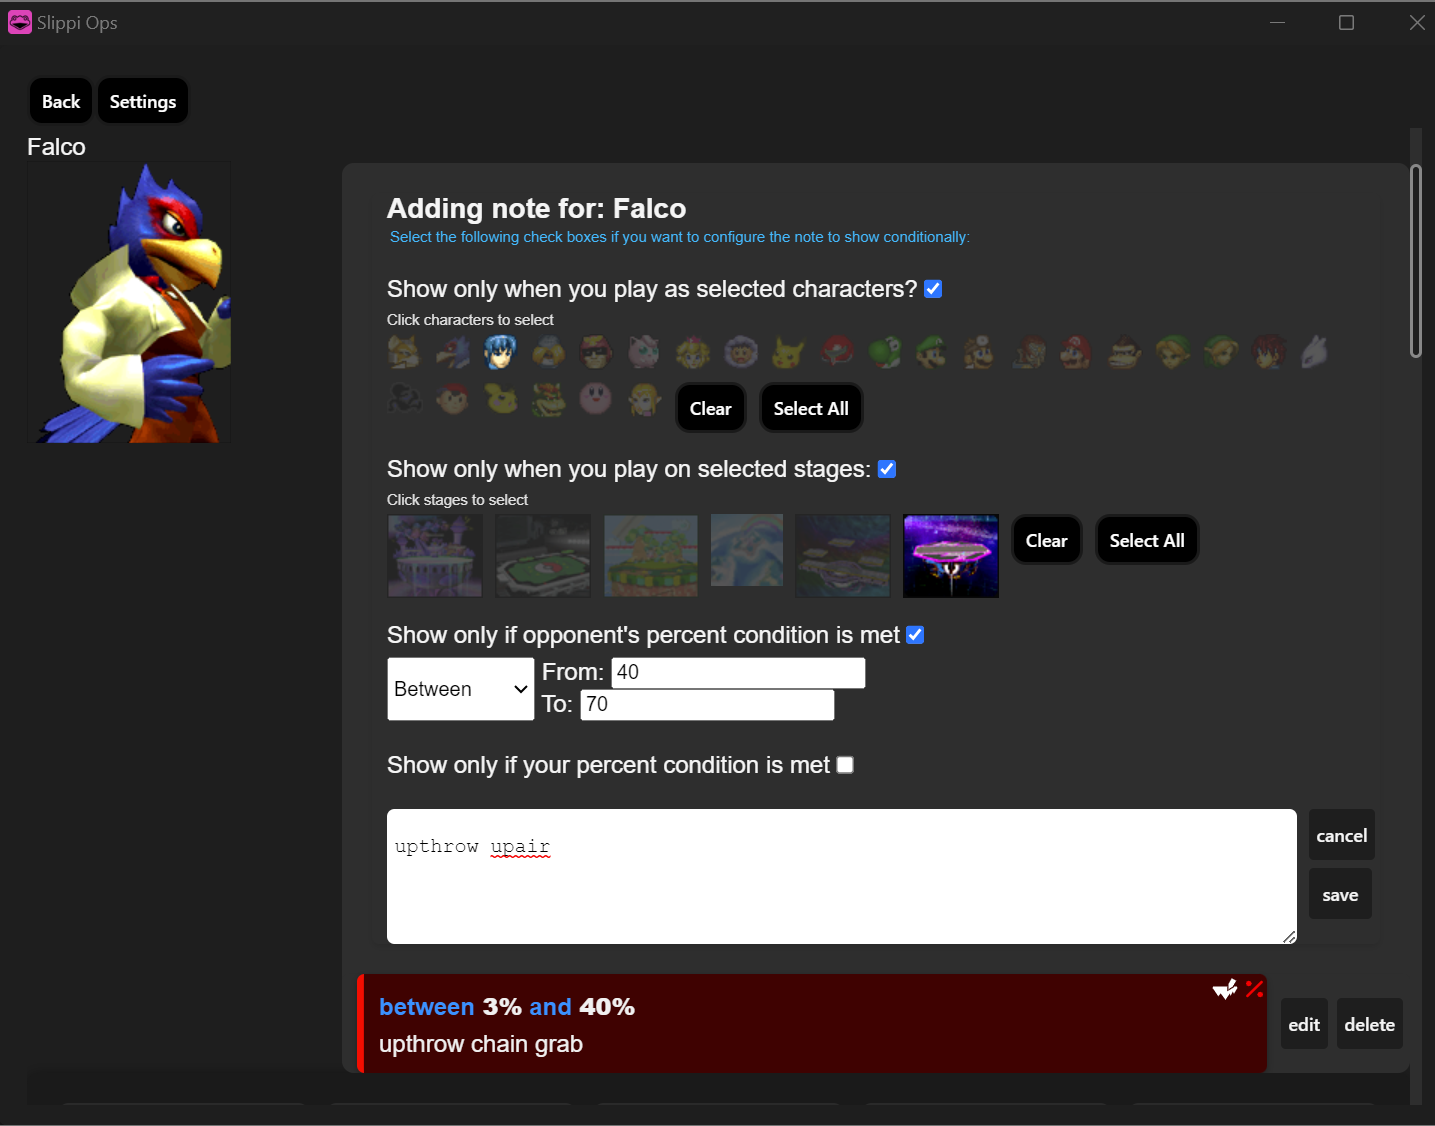 Slippi Ops
Back
Settings
Falco
Adding note for: Falco
Select the following check boxes if you want to configure the note to show conditionally:
Show only when you play as selected characters?
Click characters to select
Clear
Select All
Show only when you play on selected stages:
Click stages to select
Clear
Select All
Show only if opponent's percent condition is met
Between
From: 40
To: 70
Show only if your percent condition is met
upthrow upair
cancel
save
between 3% and 40%
upthrow chain grab
edit
delete